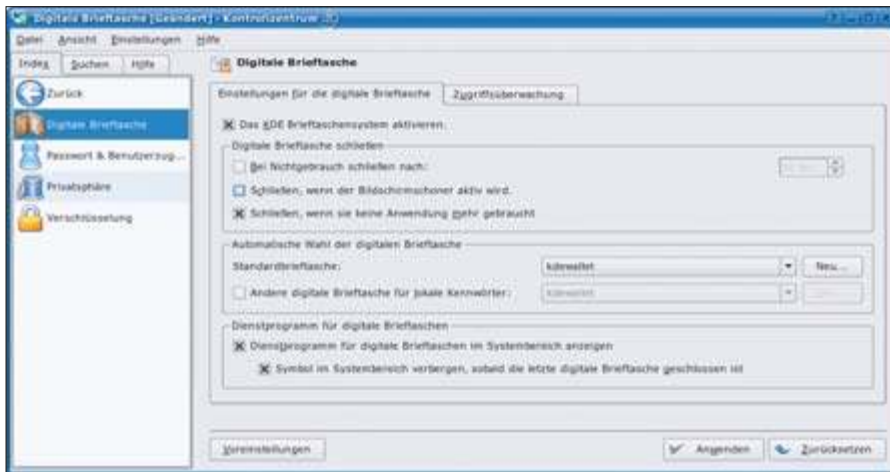 Digitale Brieftasche [Geändert] - Kontrollzentrum
Datei Ansicht Einstellungen Hilfe
Index Suchen Hilfe
Zurück
Digitale Brieftasche
Passwort & Benutzerzug...
Privatsphäre
Verschlüsselung
Digitale Brieftasche
Einstellungen für die digitale Brieftasche Zugriffsüberwachung
Das KDE Brieftaschensystem aktivieren.
Digitale Brieftasche schließen
Bei Nichtgebrauch schließen nach:
Schließen, wenn der Bildschirmschoner aktiv wird.
Schließen, wenn sie keine Anwendung mehr gebraucht
Automatische Wahl der digitalen Brieftasche
Standardbrieftasche: kdewallet Neu...
Andere digitale Brieftasche für lokale Kennwörter: kdewallet
Dienstprogramm für digitale Brieftaschen
Dienstprogramm für digitale Brieftaschen im Systembereich anzeigen
Symbol im Systembereich verbergen, sobald die letzte digitale Brieftasche geschlossen ist
Voreinstellungen Anwenden Zurücksetzen